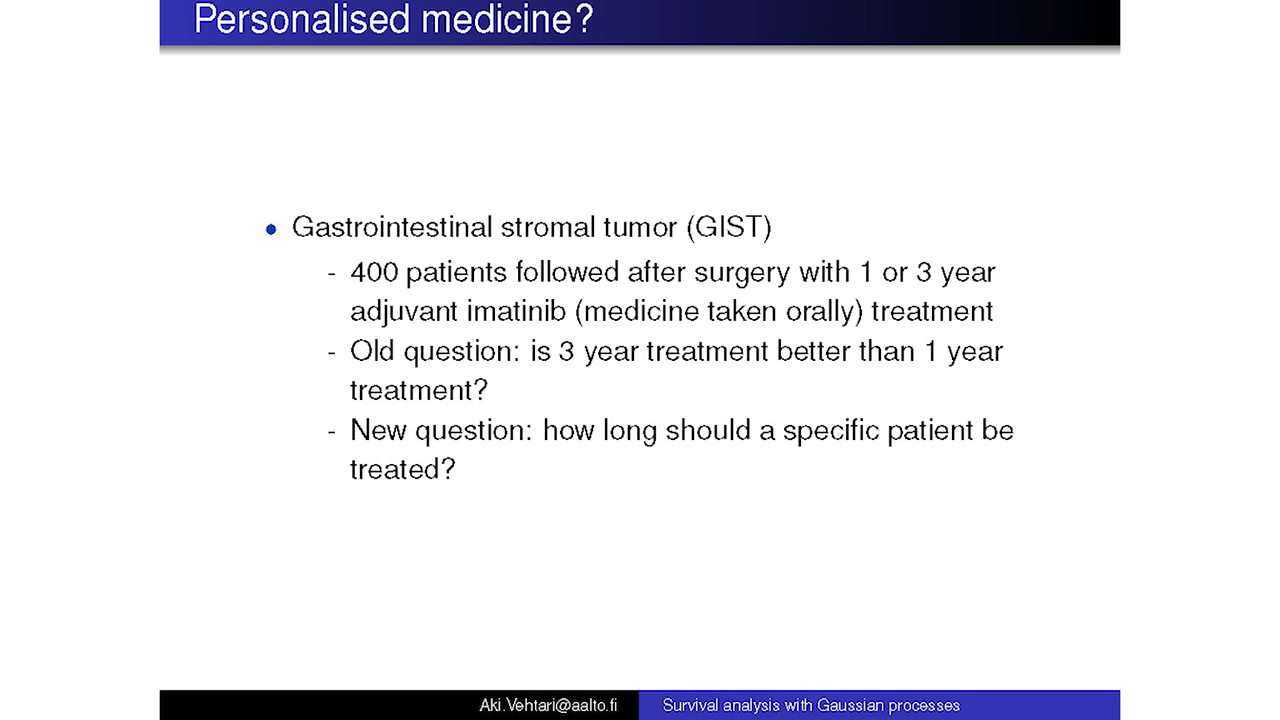 Personalised medicine?
• Gastrointestinal stromal tumor (GIST)
- 400 patients followed after surgery with 1 or 3 year
adjuvant imatinib (medicine taken orally) treatment
- Old question: is 3 year treatment better than 1 year
treatment?
- New question: how long should a specific patient be
treated?
Aki.Vehtari@aalto.fi
Survival analysis with Gaussian processes